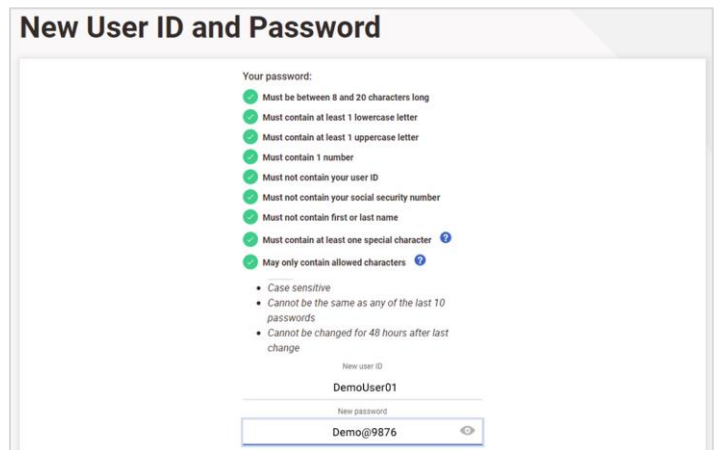 New User ID and Password
Your password:
Must be between 8 and 20 characters long
Must contain at least 1 lowercase letter
Must contain at least 1 uppercase letter
Must contain 1 number
Must not contain your user ID
Must not contain your social security number
Must not contain first or last name
Must contain at least one special character ?
May only contain allowed characters ?
• Case sensitive
• Cannot be the same as any of the last 10
passwords
• Cannot be changed for 48 hours after last
change
New user ID
DemoUser01
New password
Demo@9876